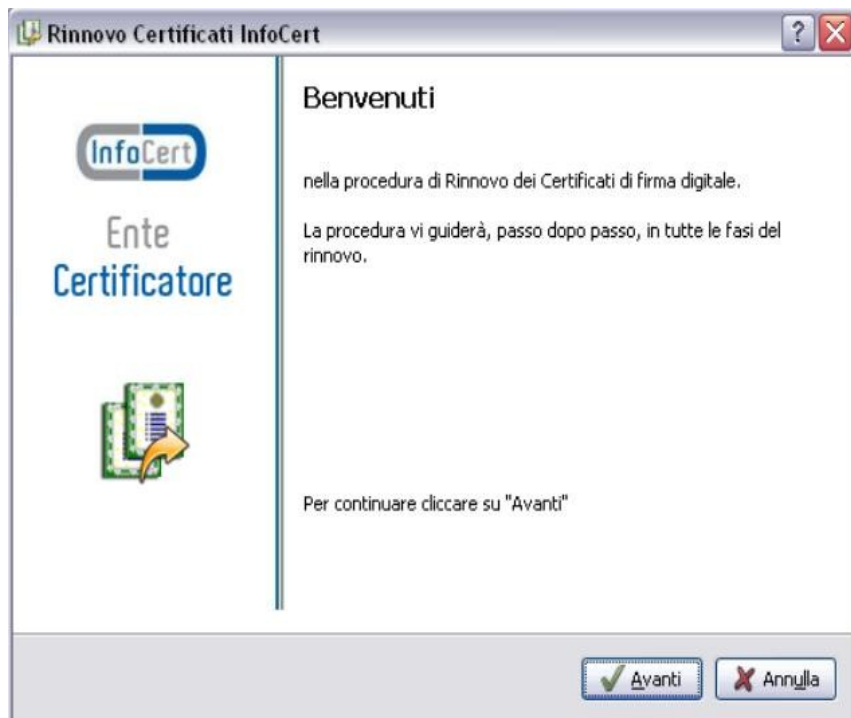 Rinnovo Certificati InfoCert
?
InfoCert
Ente
Certificatore
Benvenuti
nella procedura di Rinnovo dei Certificati di firma digitale.
La procedura vi guiderà, passo dopo passo, in tutte le fasi del
rinnovo.
Per continuare cliccare su "Avanti"
Avanti
Annulla